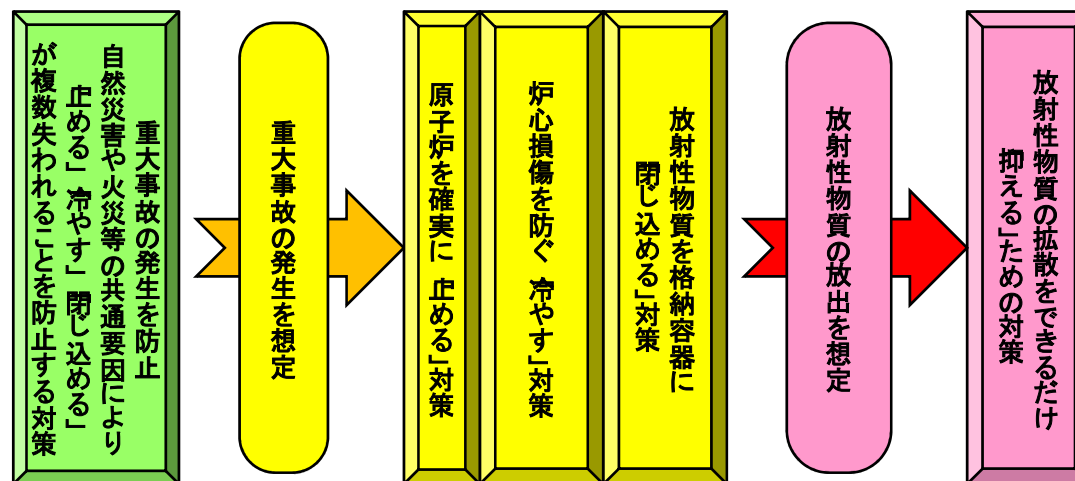 重大事故の発生を防止
自然災害や火災等の共通要因により
止める」冷やす」閉じ込める」
が複数失われることを防止する対策
重大事故の発生を想定
原子炉を確実に 止める」対策
炉心損傷を防ぐ 冷やす」対策
放射性物質を格納容器に
閉じ込める」対策
放射性物質の放出を想定
放射性物質の拡散をできるだけ
抑える」ための対策